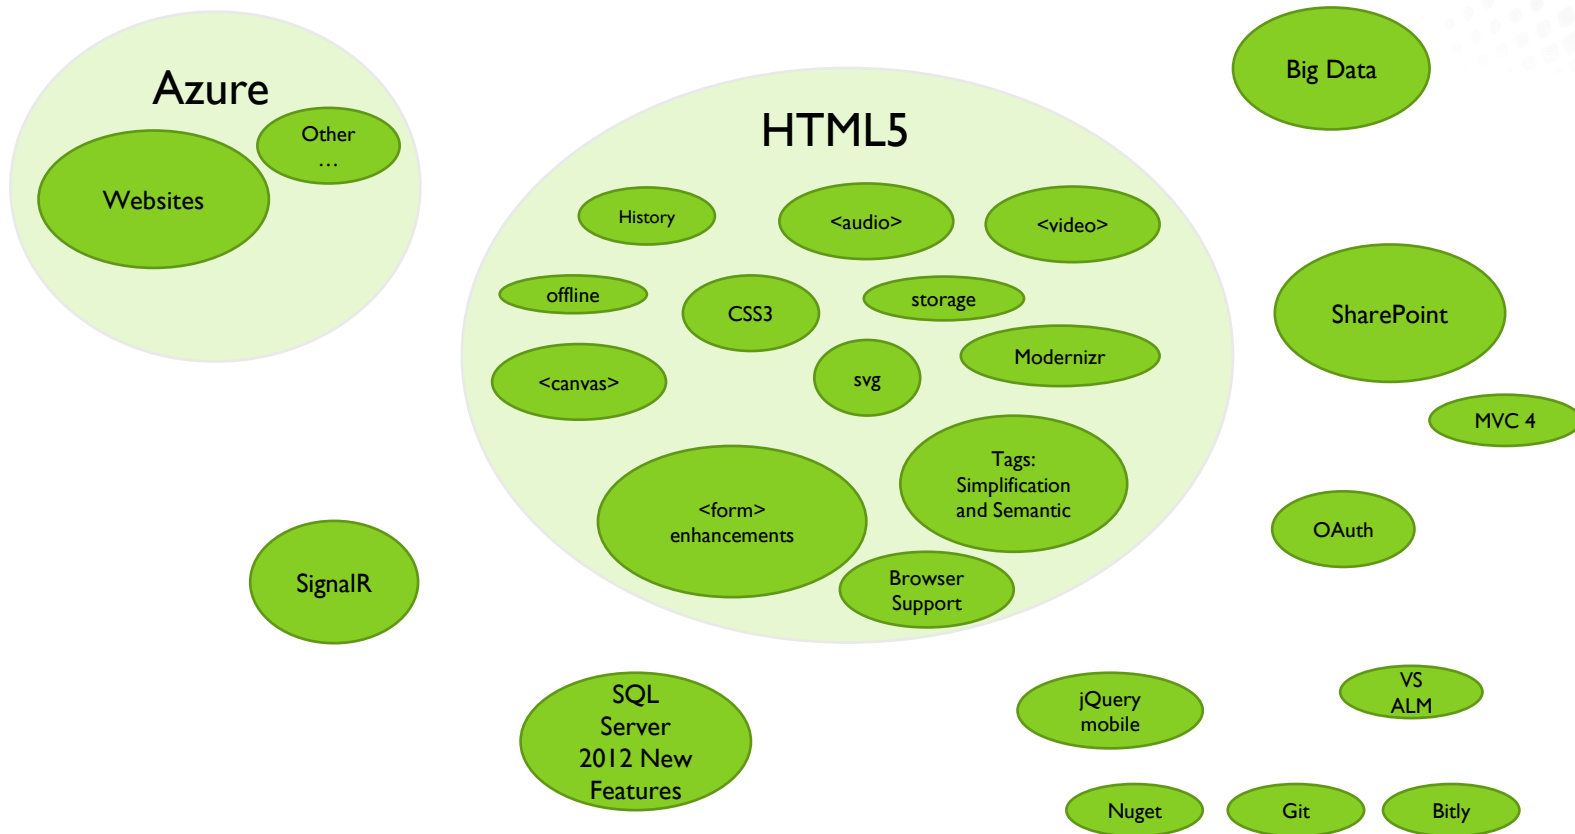 Azure
Other
…
Websites
HTML5
History
<audio>
<video>
offline
CSS3
storage
<canvas>
svg
Modernizr
<form>
enhancements
Tags:
Simplification
and Semantic
Browser
Support
Big Data
SharePoint
MVC 4
OAuth
SignalR
SQL
Server
2012 New
Features
jQuery
mobile
VS
ALM
Nuget
Git
Bitly